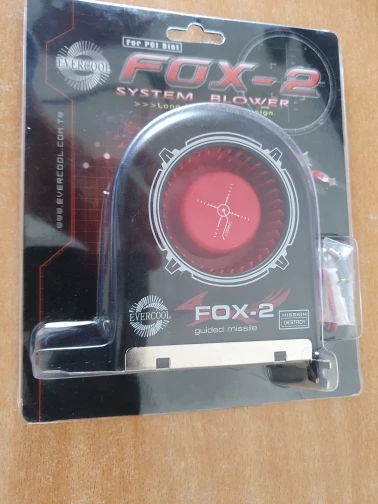 For PCI Slot
EVERCOOL
FOX-2
SYSTEM BLOWER
>>>Long
WWW.EVERCOOL.COM.TW
EVERCOOL
FOX-2
guided missile
MISSION
DESTROY